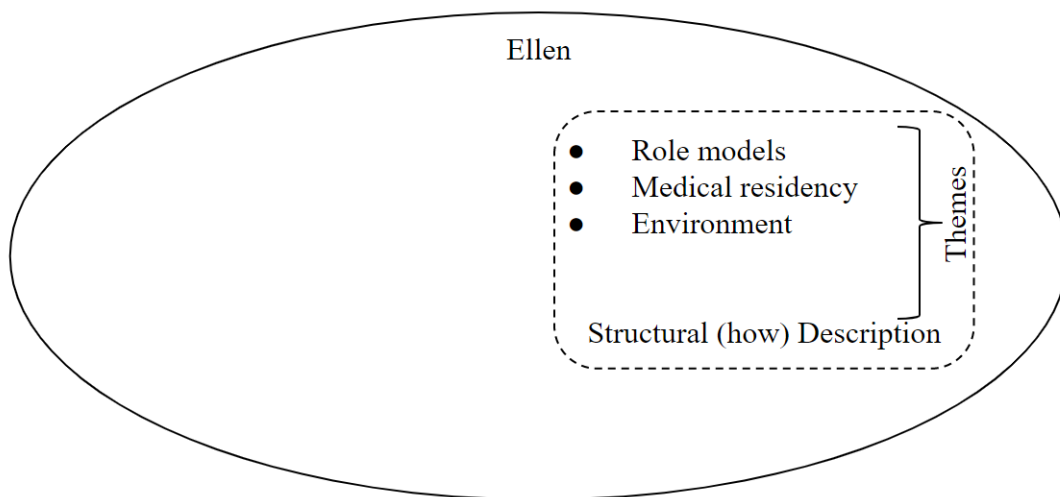 Ellen
● Role models
● Medical residency
● Environment
Themes
Structural (how) Description